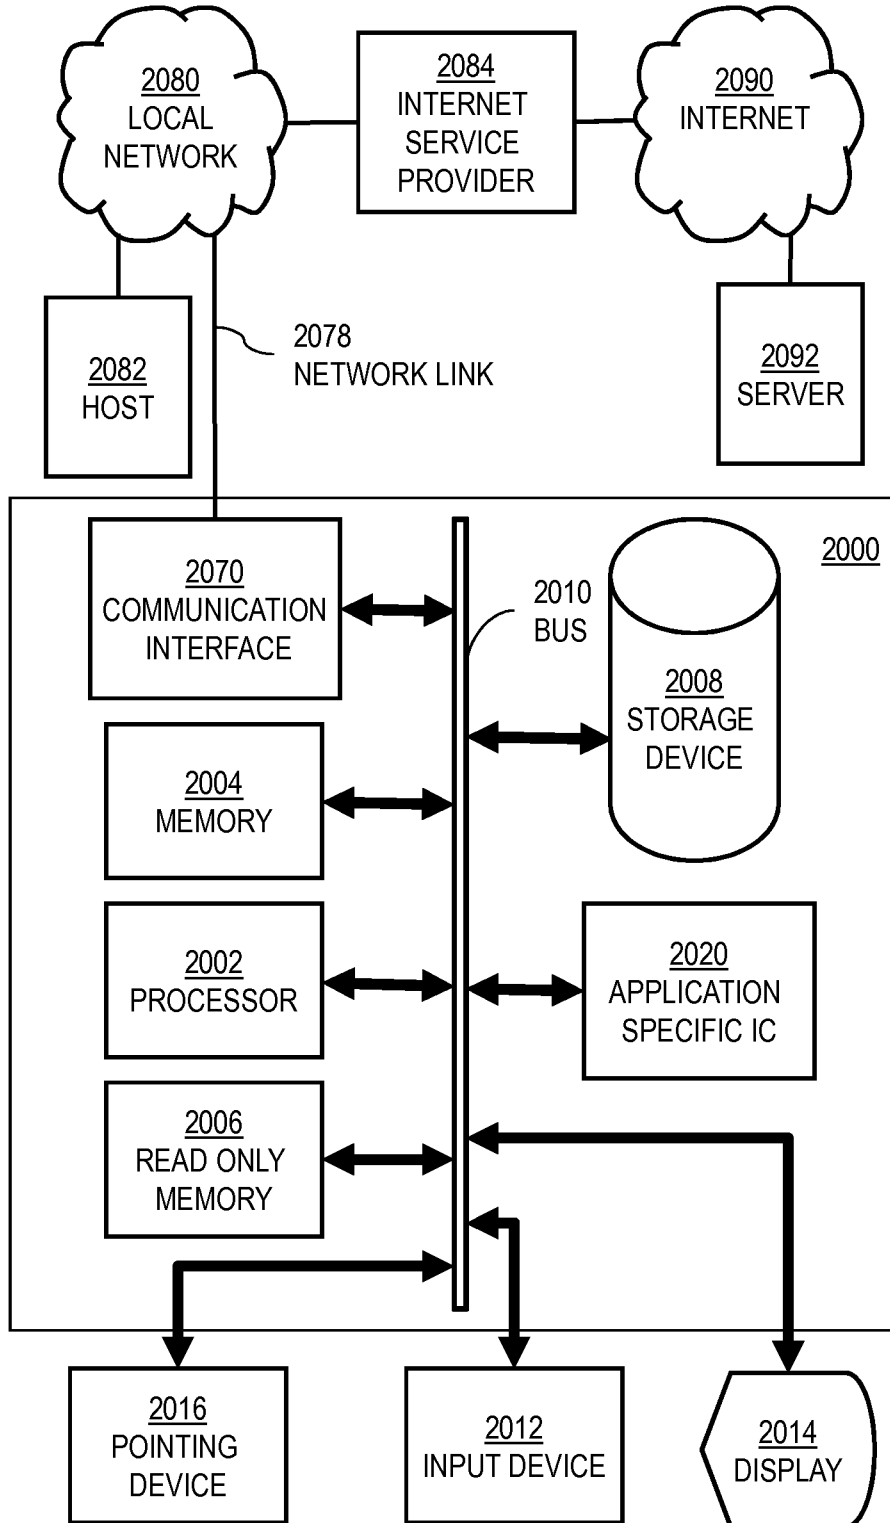 2080
LOCAL
NETWORK
2084
INTERNET
SERVICE
PROVIDER
2090
INTERNET
2082
HOST
2078
NETWORK LINK
2092
SERVER
2000
2070
COMMUNICATION
INTERFACE
2010
BUS
2008
STORAGE
DEVICE
2004
MEMORY
2002
PROCESSOR
2020
APPLICATION
SPECIFIC IC
2006
READ ONLY
MEMORY
2016
POINTING
DEVICE
2012
INPUT DEVICE
2014
DISPLAY